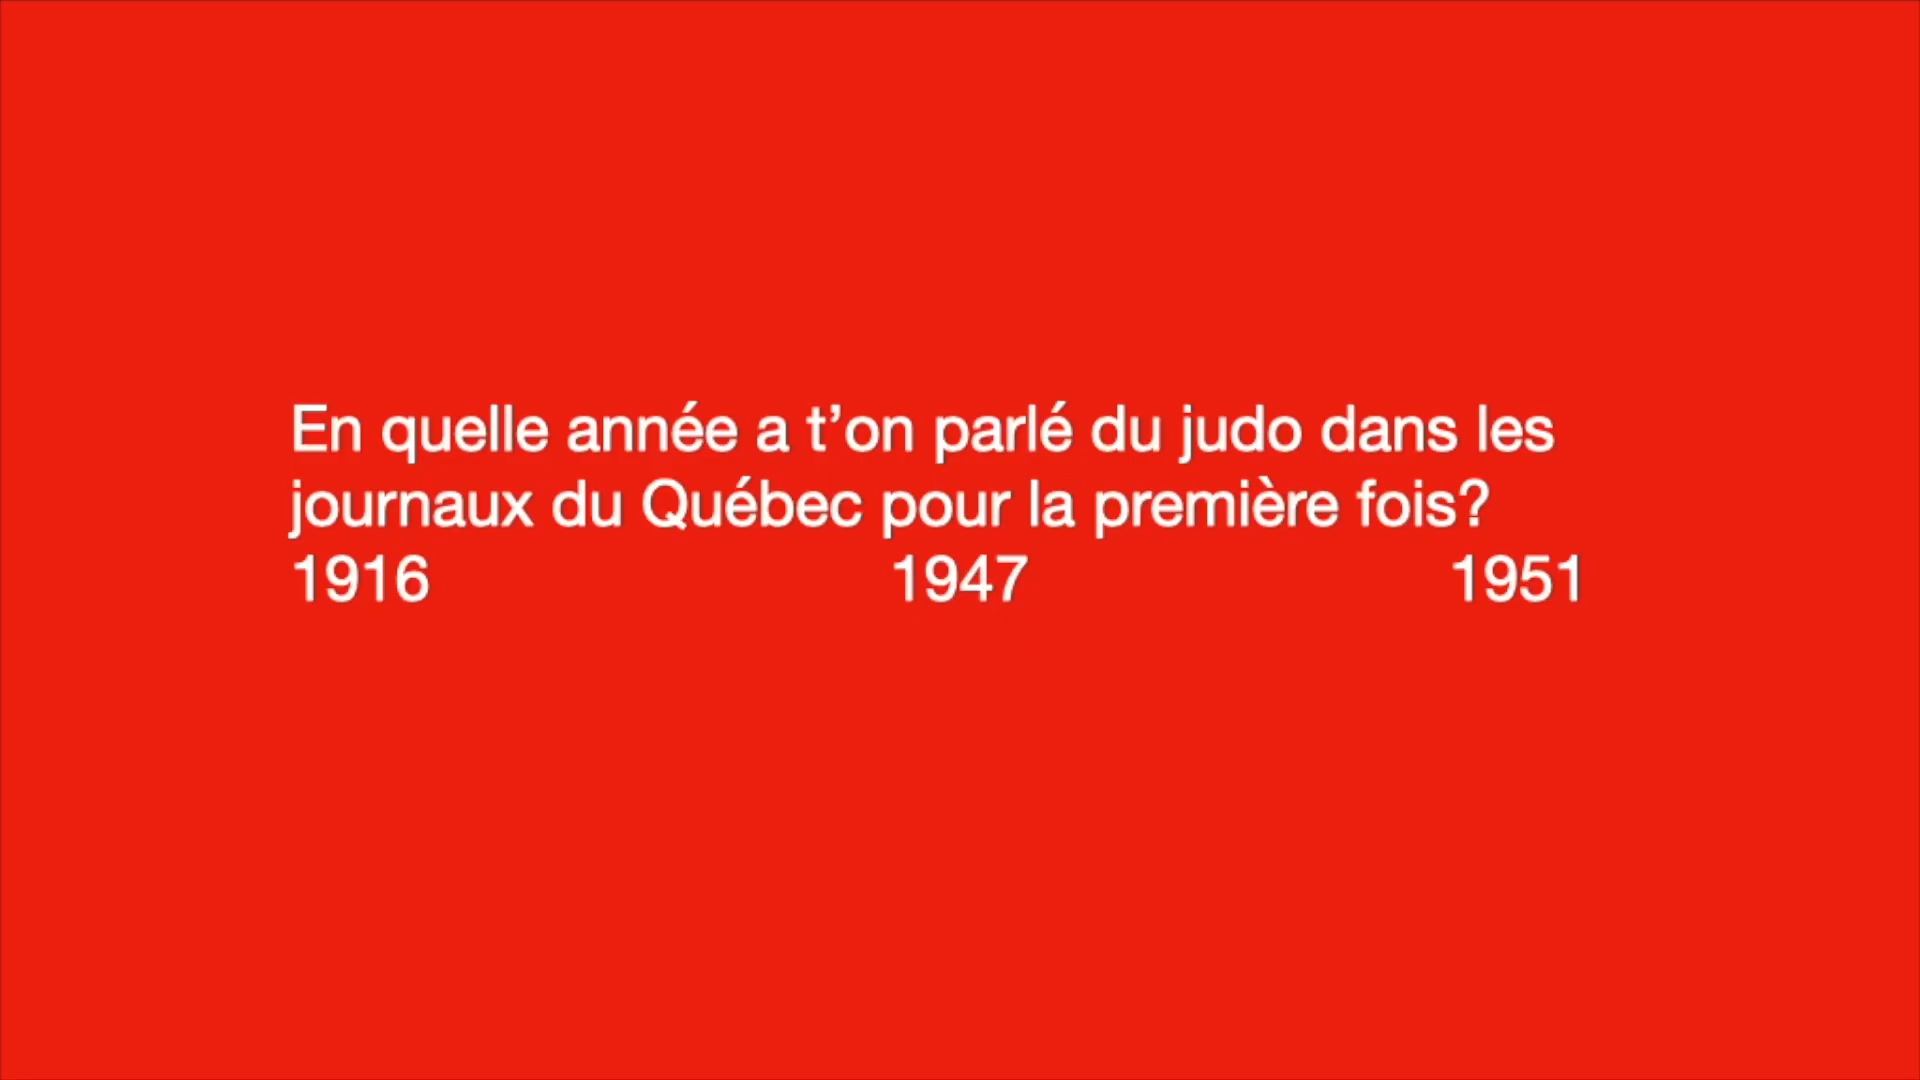 En quelle année a t’on parlé du judo dans les
journaux du Québec pour la première fois?
1916 1947 1951